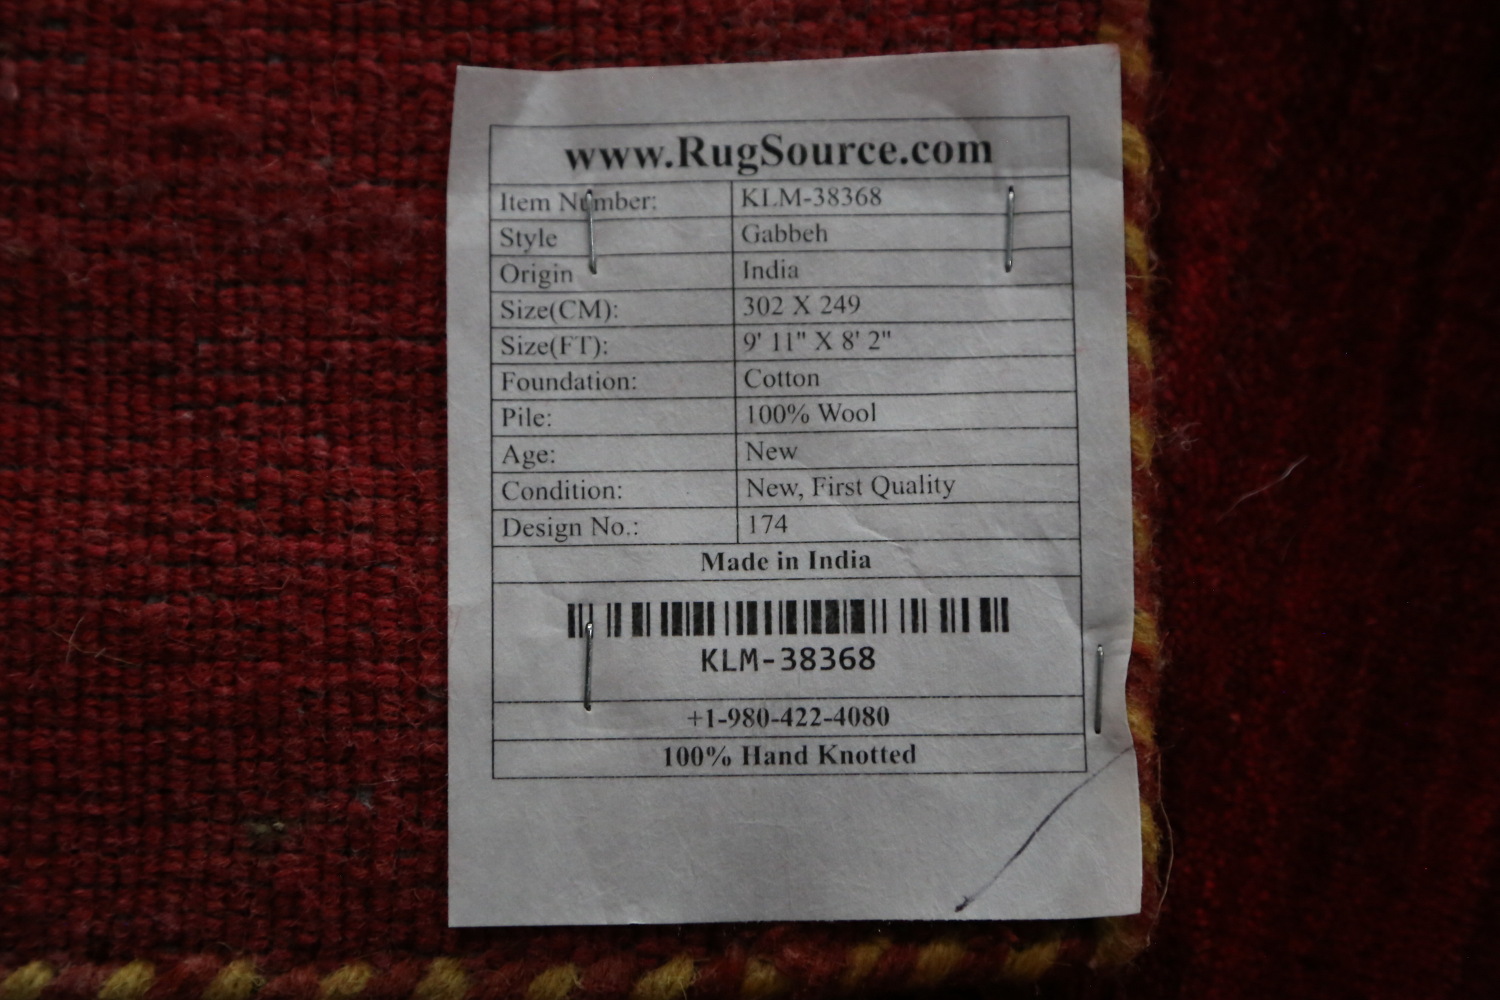 www.RugSource.com
Item Number: KLM-38368
Style Gabbeh
Origin India
Size(CM): 302 X 249
Size(FT): 9' 11" X 8' 2"
Foundation: Cotton
Pile: 100% Wool
Age: New
Condition: New, First Quality
Design No.: 174
Made in India
KLM-38368
+1-980-422-4080
100% Hand Knotted